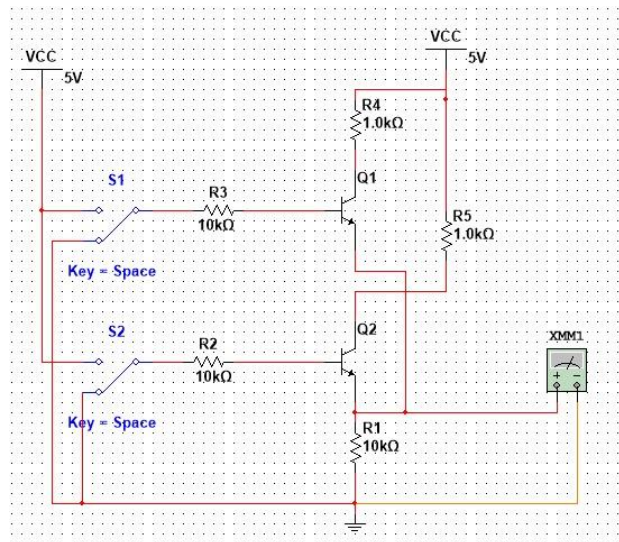 VCC
5V
VCC
5V
R4
1.0kΩ
S1
R3
10kΩ
Q1
R5
1.0kΩ
Key = Space
S2
R2
10kΩ
Q2
XMM1
+ −
Key = Space
R1
10kΩ